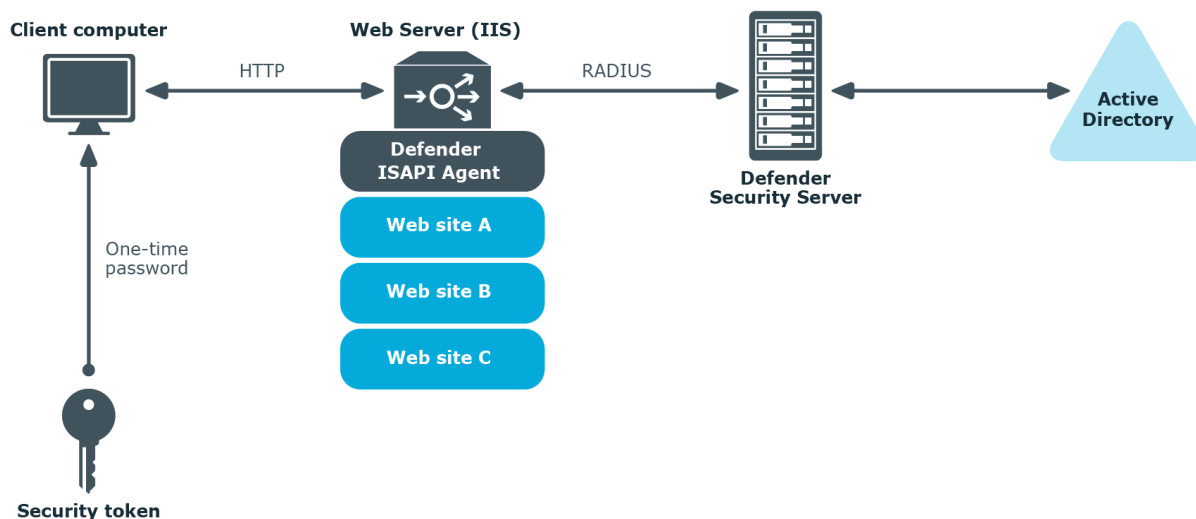 Client computer
Web Server (IIS)
HTTP
RADIUS
Active
Directory
Defender
ISAPI Agent
Defender
Security Server
Web site A
One-time
password
Web site B
Web site C
Security token